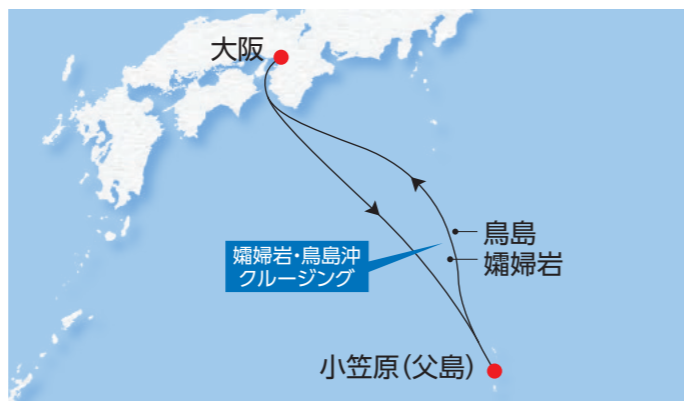 大阪
鳥島
孀婦岩
孀婦岩・鳥島沖
クルージング
小笠原（父島）